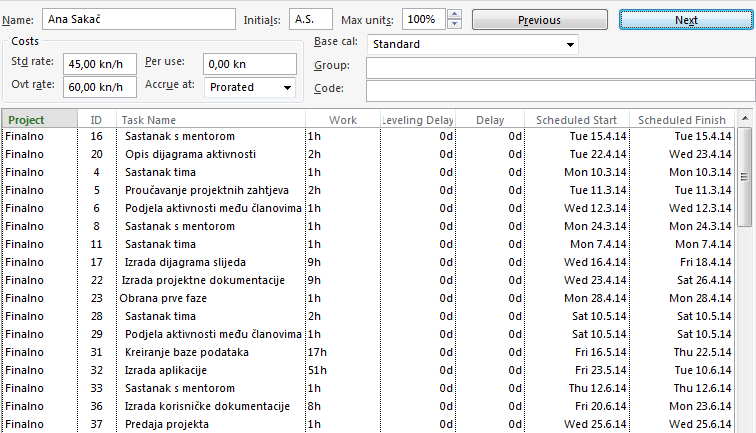 Name: Ana Sakač Initials: A.S. Max units: 100% Previous Next
Costs
Std rate: 45,00 kn/h Per use: 0,00 kn
Ovt rate: 60,00 kn/h Accrue at: Prorated
Base cal: Standard
Group:
Code:
Project ID Task Name Work Leveling Delay Delay Scheduled Start Scheduled Finish
Finalno 16 Sastanak s mentorom 1h 0d 0d Tue 15.4.14 Tue 15.4.14
Finalno 20 Opis dijagrama aktivnosti 2h 0d 0d Tue 22.4.14 Wed 23.4.14
Finalno 4 Sastanak tima 1h 0d 0d Mon 10.3.14 Mon 10.3.14
Finalno 5 Proučavanje projektnih zahtjeva 2h 0d 0d Tue 11.3.14 Tue 11.3.14
Finalno 6 Podjela aktivnosti među članovima 1h 0d 0d Wed 12.3.14 Wed 12.3.14
Finalno 8 Sastanak s mentorom 1h 0d 0d Mon 24.3.14 Mon 24.3.14
Finalno 11 Sastanak tima 1h 0d 0d Mon 7.4.14 Mon 7.4.14
Finalno 17 Izrada dijagrama slijeda 9h 0d 0d Wed 16.4.14 Fri 18.4.14
Finalno 22 Izrada projektne dokumentacije 9h 0d 0d Wed 23.4.14 Sat 26.4.14
Finalno 23 Obrana prve faze 1h 0d 0d Mon 28.4.14 Mon 28.4.14
Finalno 28 Sastanak tima 2h 0d 0d Sat 10.5.14 Sat 10.5.14
Finalno 29 Podjela aktivnosti među članovima 1h 0d 0d Sat 10.5.14 Sat 10.5.14
Finalno 31 Kreiranje baze podataka 17h 0d 0d Fri 16.5.14 Thu 22.5.14
Finalno 32 Izrada aplikacije 51h 0d 0d Fri 23.5.14 Tue 10.6.14
Finalno 33 Sastanak s mentorom 1h 0d 0d Thu 12.6.14 Thu 12.6.14
Finalno 36 Izrada korisničke dokumentacije 8h 0d 0d Fri 20.6.14 Mon 23.6.14
Finalno 37 Predaja projekta 1h 0d 0d Wed 25.6.14 Wed 25.6.14